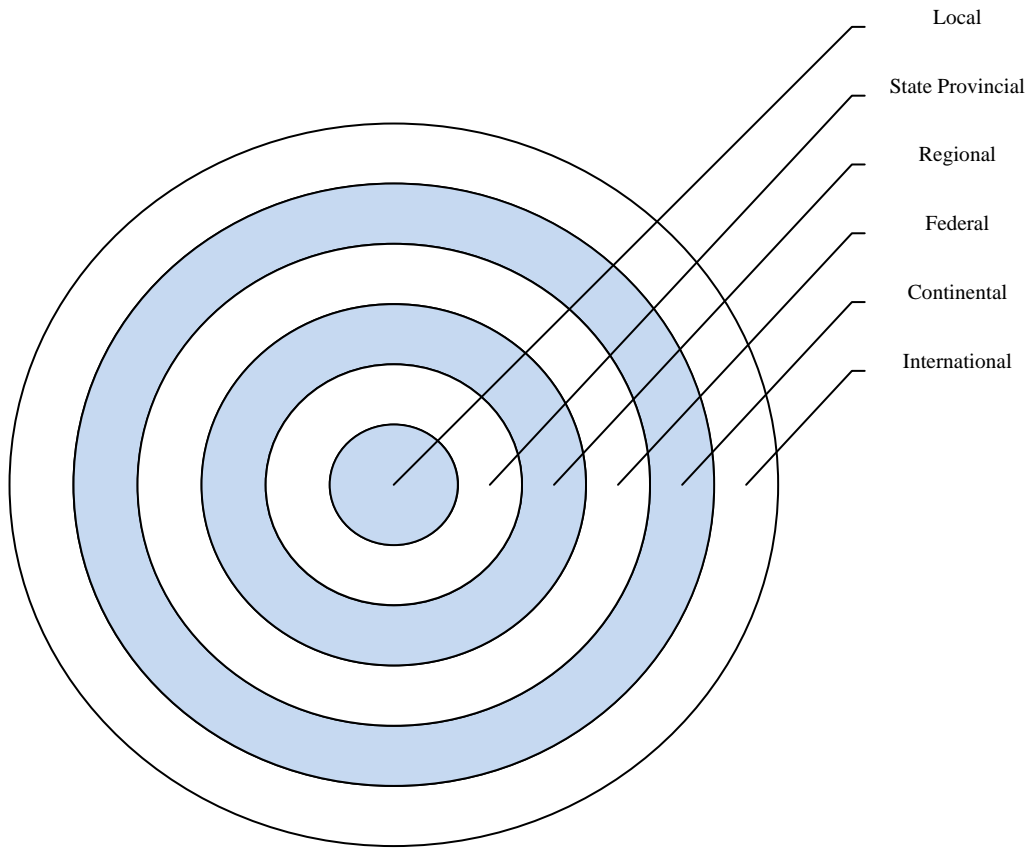 Local
State Provincial
Regional
Federal
Continental
International